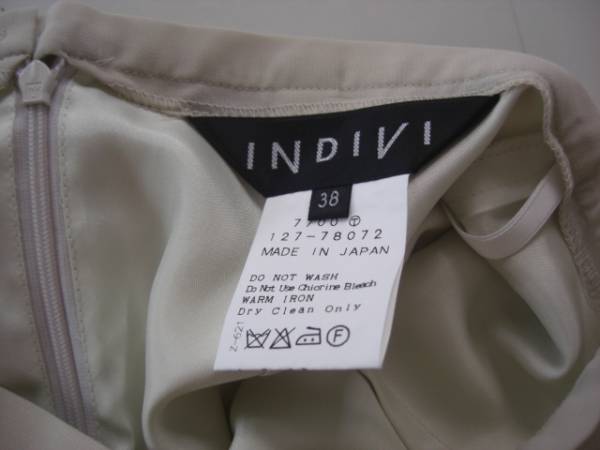 INDIVI
38
7700 Ⓣ
127-78072
MADE IN JAPAN
DO NOT WASH
Do Not Use Chlorine Bleach
WARM IRON
Dry Clean Only
Z-621
F